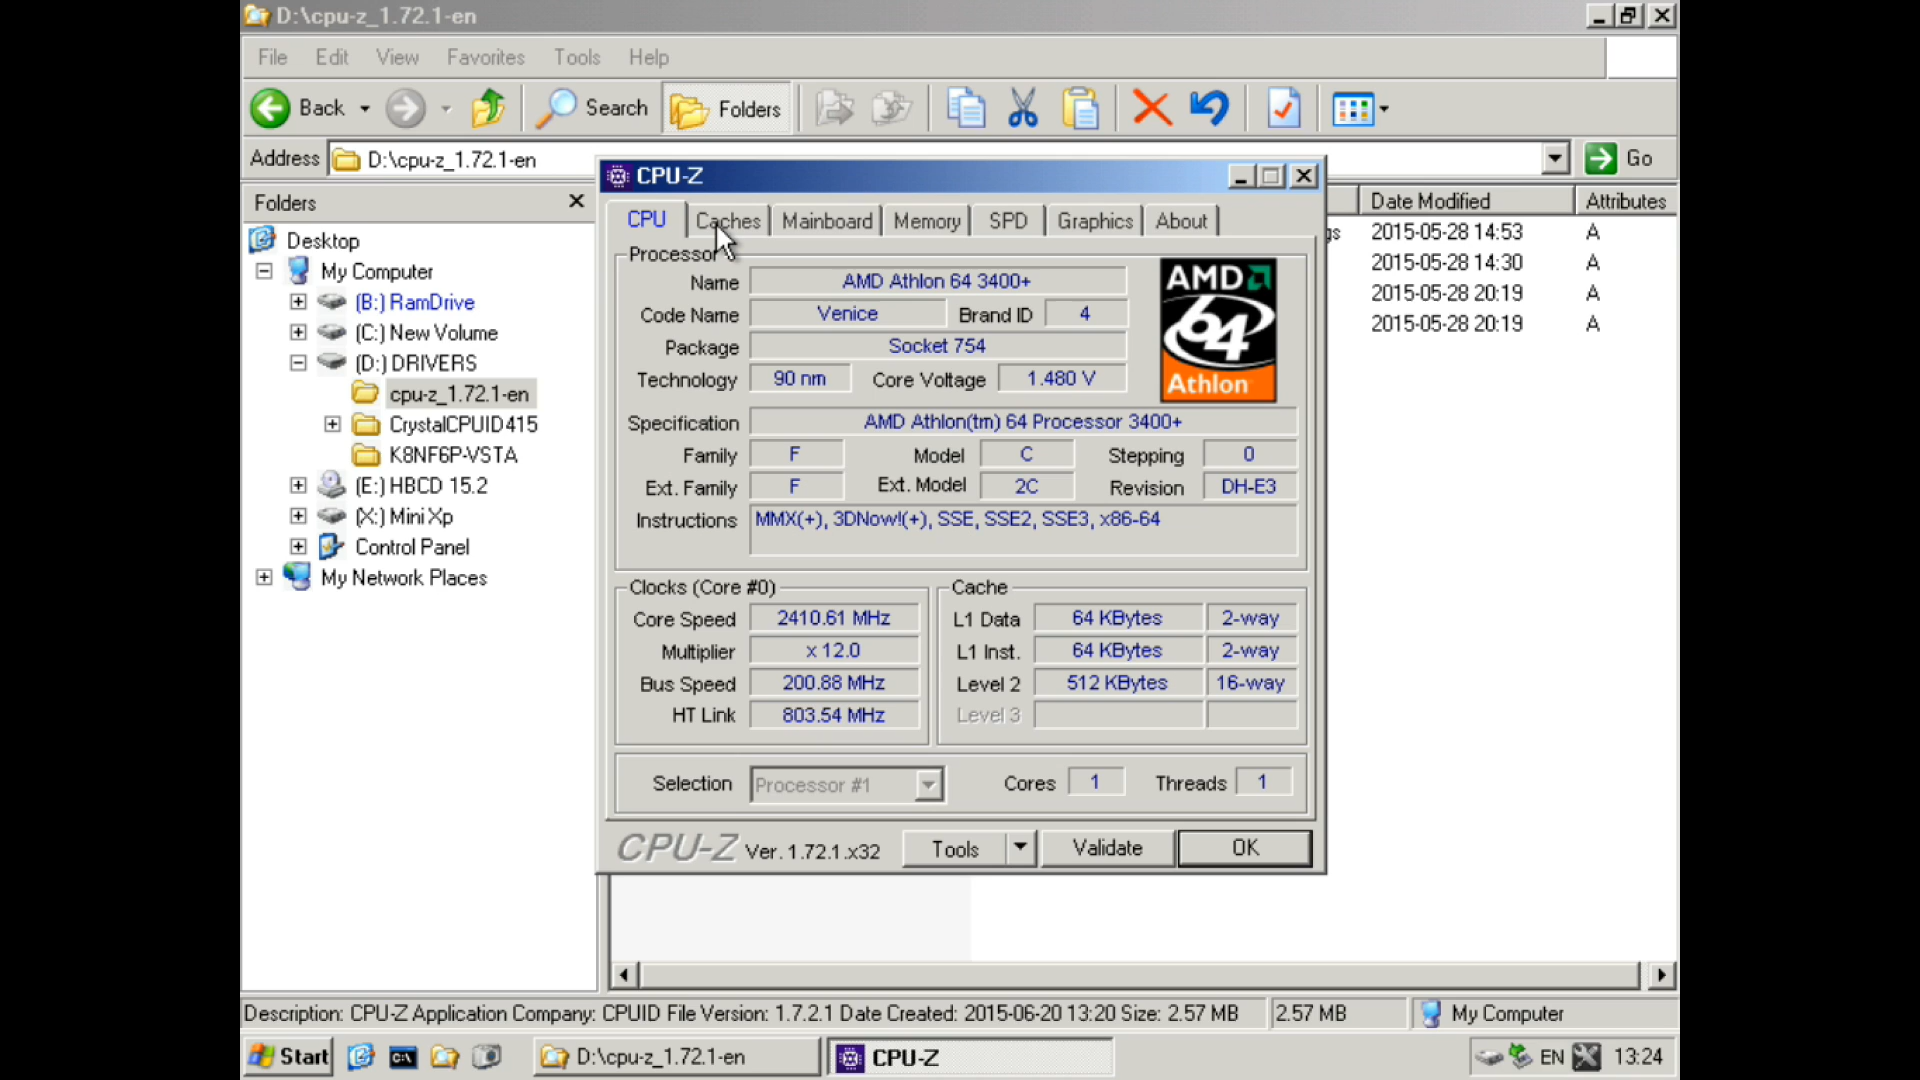 D:\cpu-z_1.72.1-en
File Edit View Favorites Tools Help
Back Search Folders
Address D:\cpu-z_1.72.1-en Go
Folders
Desktop
My Computer
(B:) RamDrive
(C:) New Volume
(D:) DRIVERS
cpu-z_1.72.1-en
CrystalCPUID415
K8NF6P-VSTA
(E:) HBCD 15.2
(X:) Mini Xp
Control Panel
My Network Places
Date Modified Attributes
gs 2015-05-28 14:53 A
2015-05-28 14:30 A
2015-05-28 20:19 A
2015-05-28 20:19 A
CPU-Z
CPU Caches Mainboard Memory SPD Graphics About
Processor
Name AMD Athlon 64 3400+
Code Name Venice Brand ID 4
Package Socket 754
Technology 90 nm Core Voltage 1.480 V
AMD
64
Athlon
Specification AMD Athlon(tm) 64 Processor 3400+
Family F Model C Stepping 0
Ext. Family F Ext. Model 2C Revision DH-E3
Instructions MMX(+), 3DNow!(+), SSE, SSE2, SSE3, x86-64
Clocks (Core #0)
Core Speed 2410.61 MHz
Multiplier x 12.0
Bus Speed 200.88 MHz
HT Link 803.54 MHz
Cache
L1 Data 64 KBytes 2-way
L1 Inst. 64 KBytes 2-way
Level 2 512 KBytes 16-way
Level 3
Selection Processor #1 Cores 1 Threads 1
CPU-Z Ver. 1.72.1.x32 Tools Validate OK
Description: CPU-Z Application Company: CPUID File Version: 1.7.2.1 Date Created: 2015-06-20 13:20 Size: 2.57 MB 2.57 MB My Computer
Start C:\ D:\cpu-z_1.72.1-en CPU-Z EN 13:24